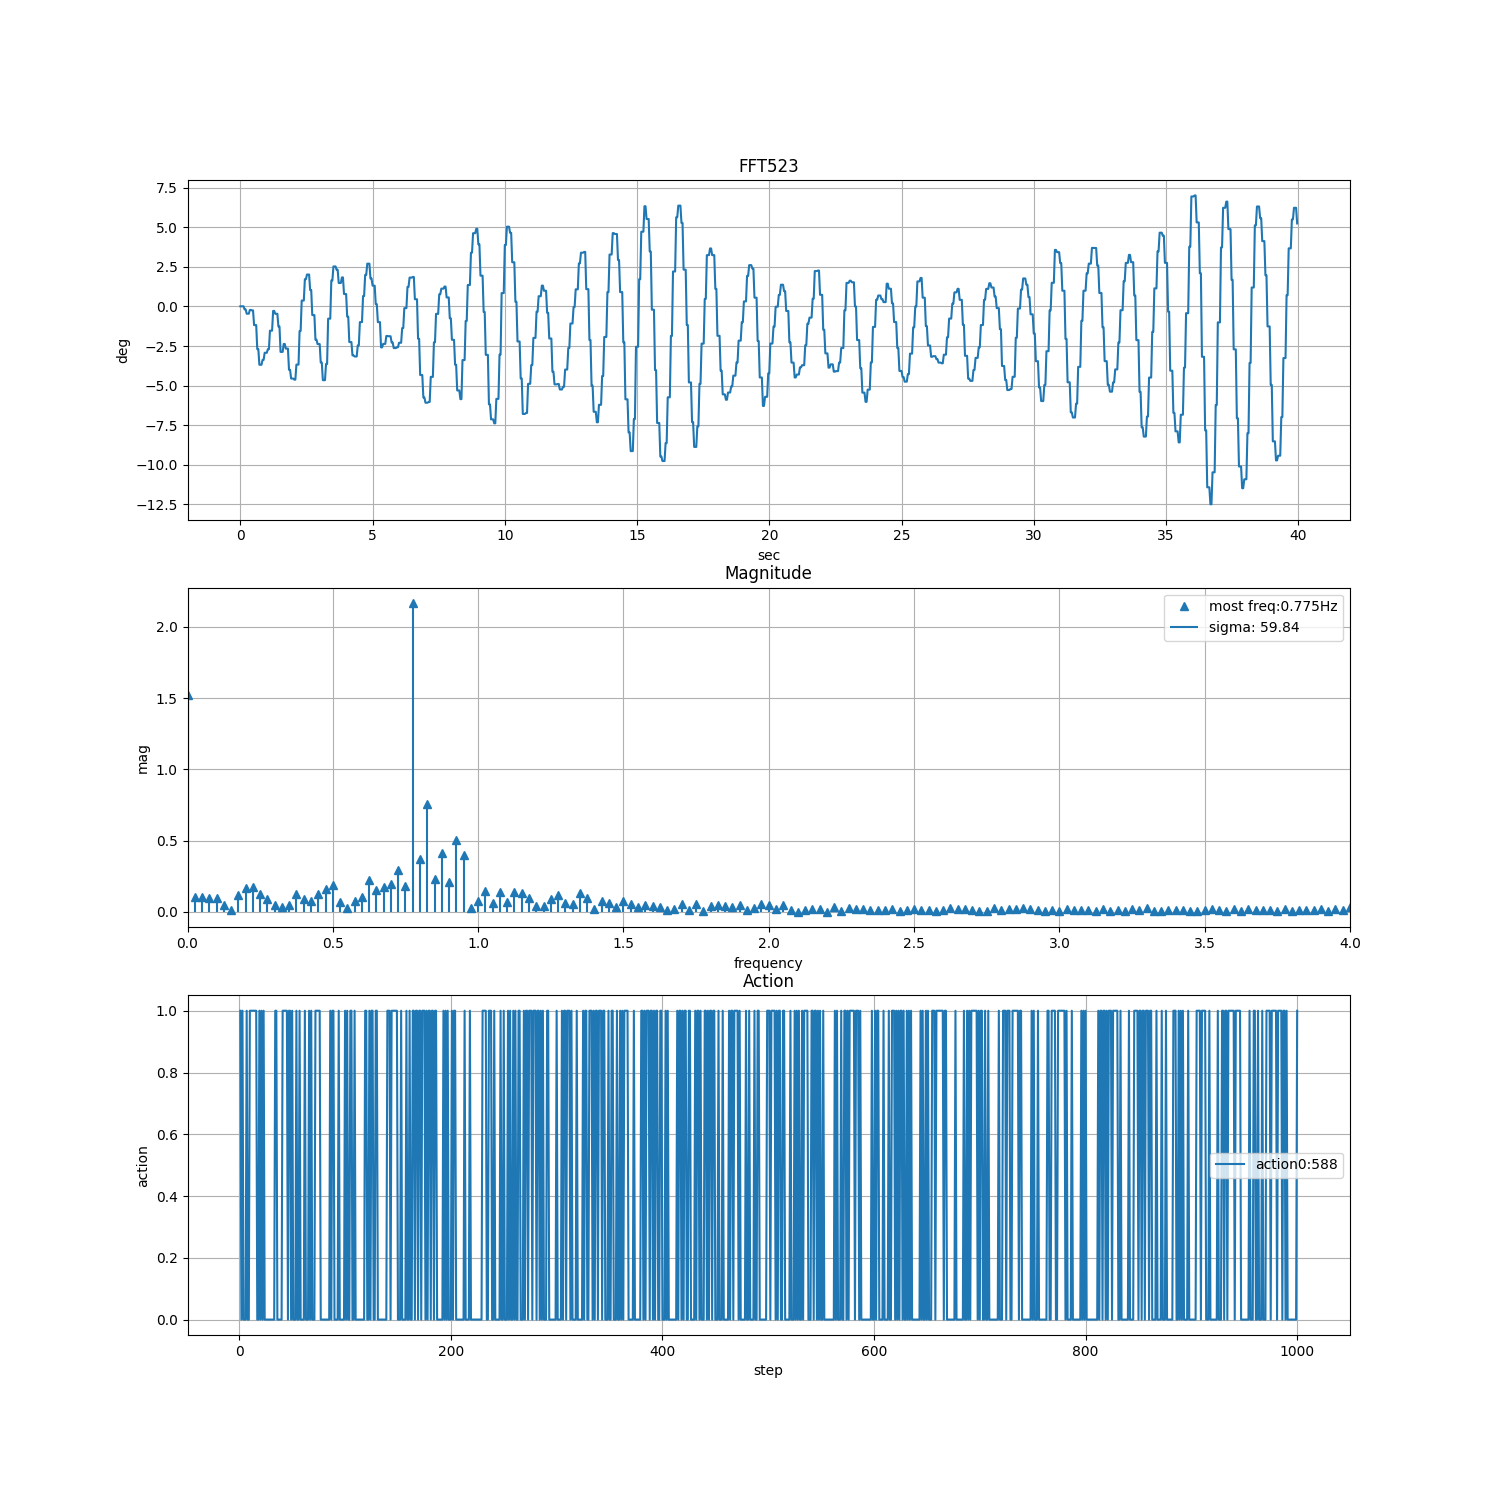 FFT523
7.5
5.0
2.5
0.0
−2.5
−5.0
−7.5
−10.0
−12.5
deg
0 5 10 15 20 25 30 35 40
sec
Magnitude
most freq:0.775Hz
sigma: 59.84
2.0
1.5
1.0
0.5
0.0
mag
0.0 0.5 1.0 1.5 2.0 2.5 3.0 3.5 4.0
frequency
Action
1.0
0.8
0.6
0.4
0.2
0.0
action
action0:588
0 200 400 600 800 1000
step